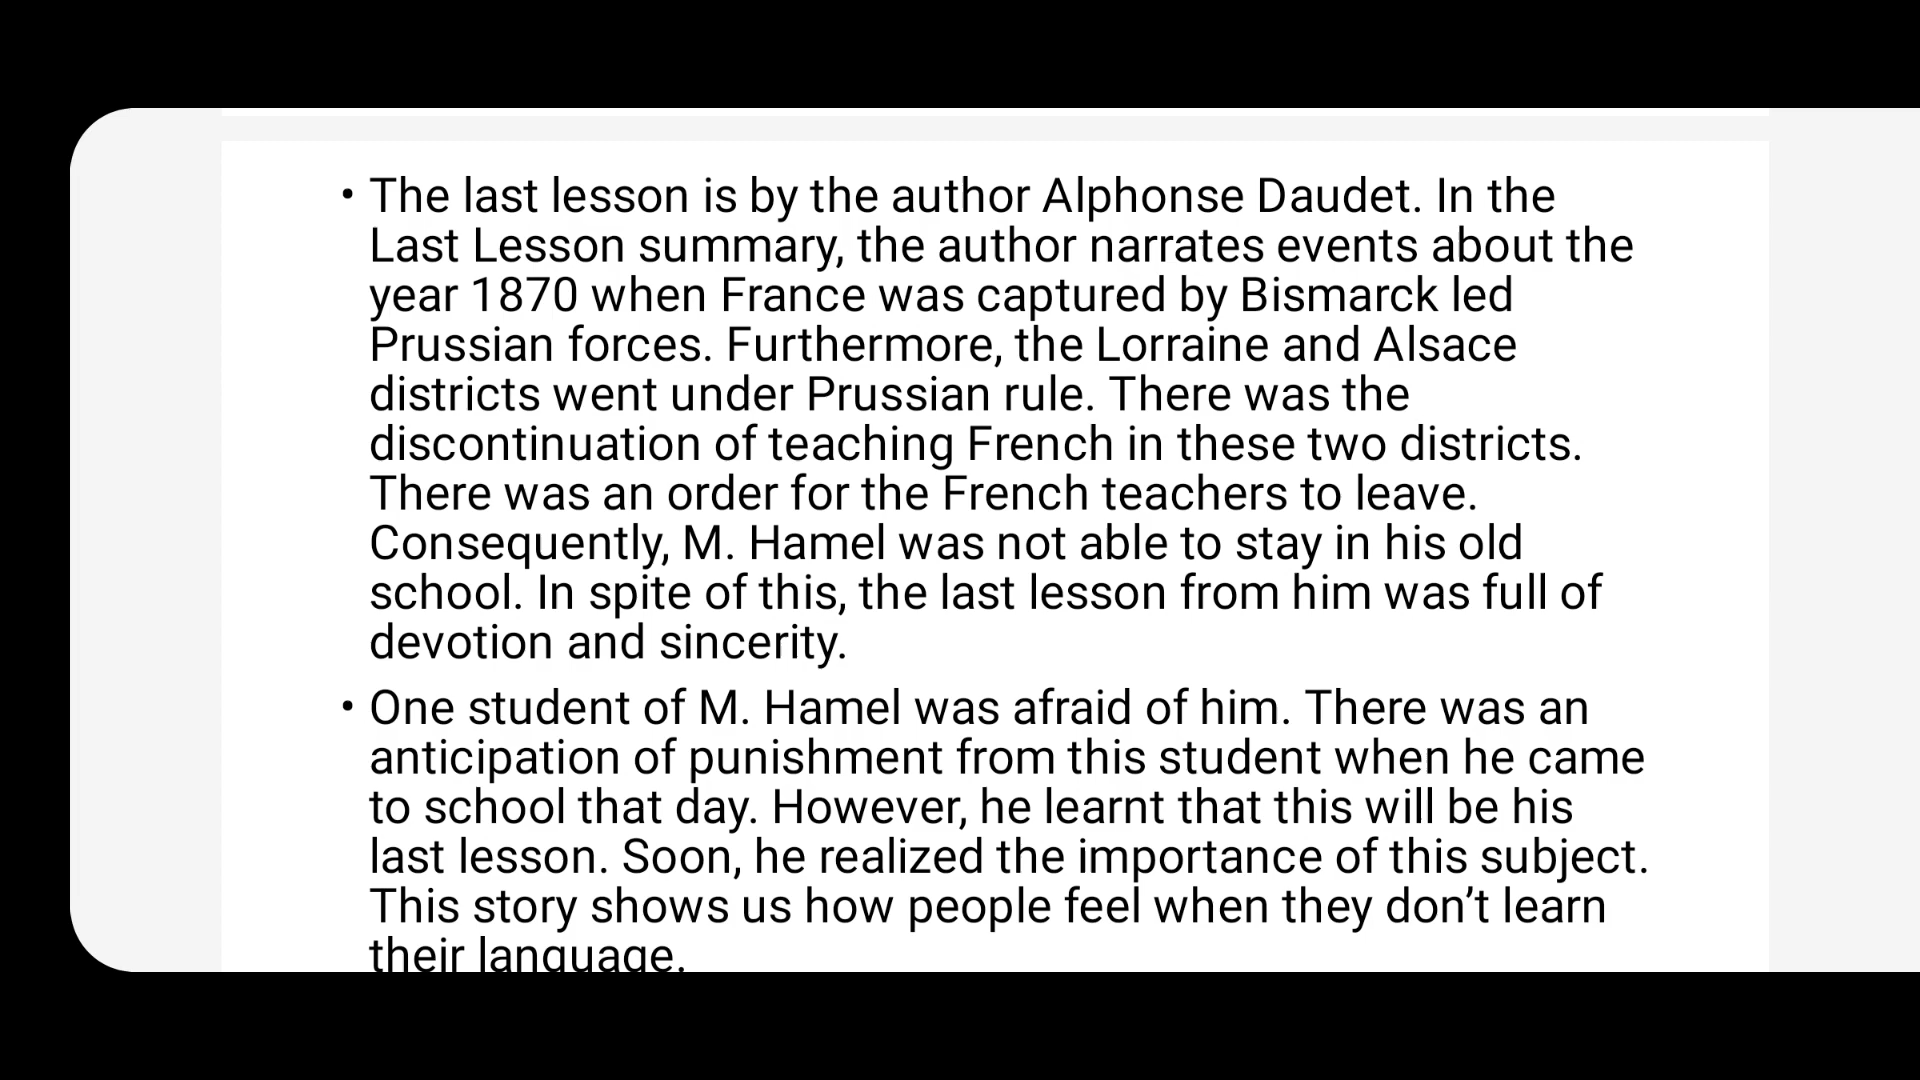 • The last lesson is by the author Alphonse Daudet. In the
Last Lesson summary, the author narrates events about the
year 1870 when France was captured by Bismarck led
Prussian forces. Furthermore, the Lorraine and Alsace
districts went under Prussian rule. There was the
discontinuation of teaching French in these two districts.
There was an order for the French teachers to leave.
Consequently, M. Hamel was not able to stay in his old
school. In spite of this, the last lesson from him was full of
devotion and sincerity.
• One student of M. Hamel was afraid of him. There was an
anticipation of punishment from this student when he came
to school that day. However, he learnt that this will be his
last lesson. Soon, he realized the importance of this subject.
This story shows us how people feel when they don’t learn
their language.